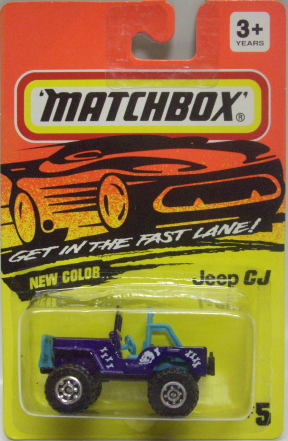 3+
YEARS
'MATCHBOX'®
GET IN THE FAST LANE!
NEW COLOR
Jeep CJ
5